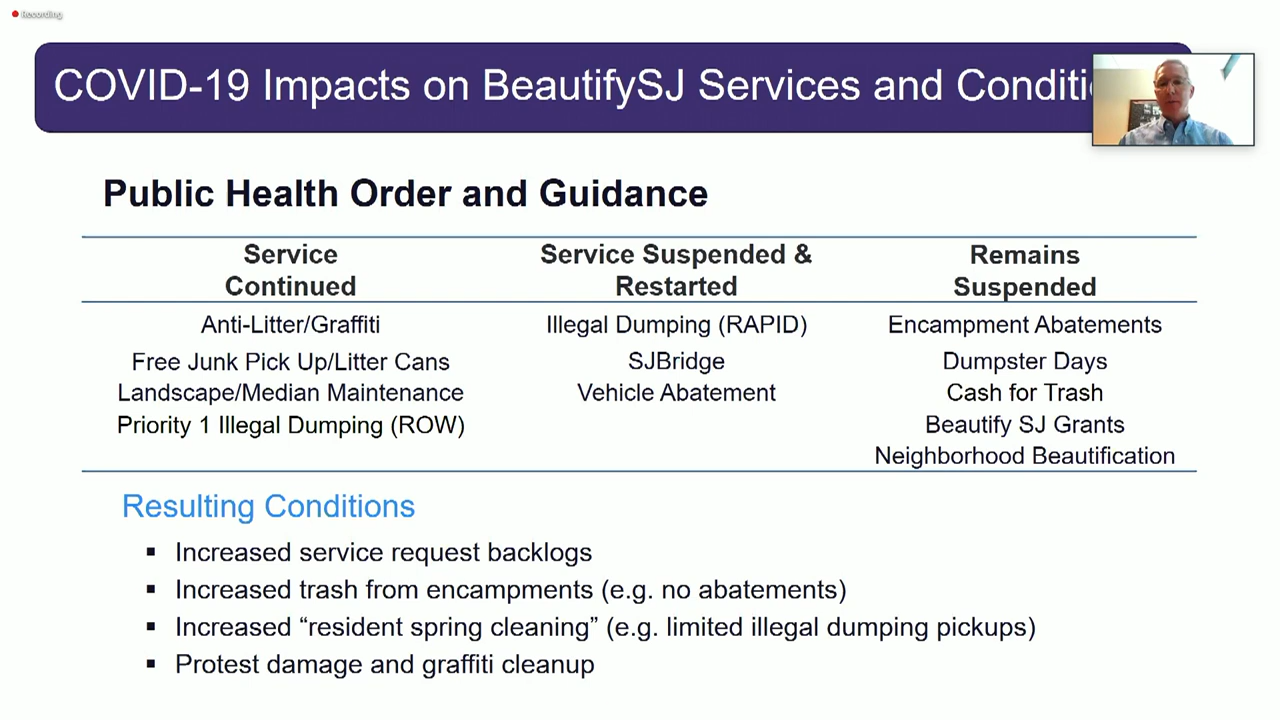 Recording
COVID-19 Impacts on BeautifySJ Services and Conditi
Public Health Order and Guidance
Service Continued
Service Suspended & Restarted
Remains Suspended
Anti-Litter/Graffiti
Illegal Dumping (RAPID)
Encampment Abatements
Free Junk Pick Up/Litter Cans
SJBridge
Dumpster Days
Landscape/Median Maintenance
Vehicle Abatement
Cash for Trash
Priority 1 Illegal Dumping (ROW)
Beautify SJ Grants
Neighborhood Beautification
Resulting Conditions
▪ Increased service request backlogs
▪ Increased trash from encampments (e.g. no abatements)
▪ Increased “resident spring cleaning” (e.g. limited illegal dumping pickups)
▪ Protest damage and graffiti cleanup